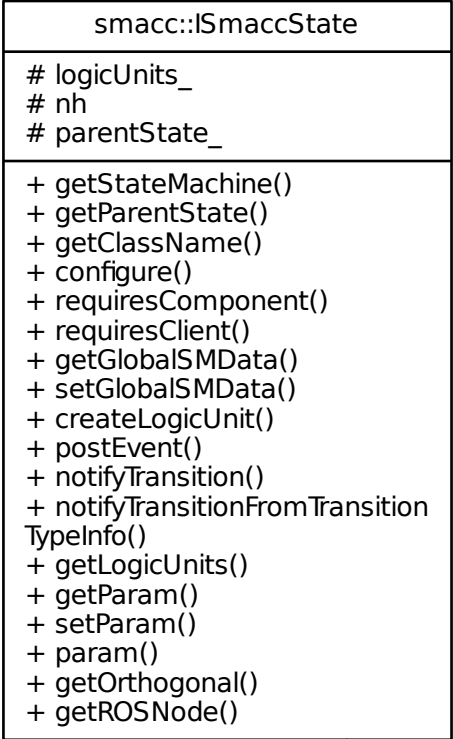 smacc::ISmaccState
# logicUnits_
# nh
# parentState_
+ getStateMachine()
+ getParentState()
+ getClassName()
+ configure()
+ requiresComponent()
+ requiresClient()
+ getGlobalSMData()
+ setGlobalSMData()
+ createLogicUnit()
+ postEvent()
+ notifyTransition()
+ notifyTransitionFromTransition
TypeInfo()
+ getLogicUnits()
+ getParam()
+ setParam()
+ param()
+ getOrthogonal()
+ getROSNode()